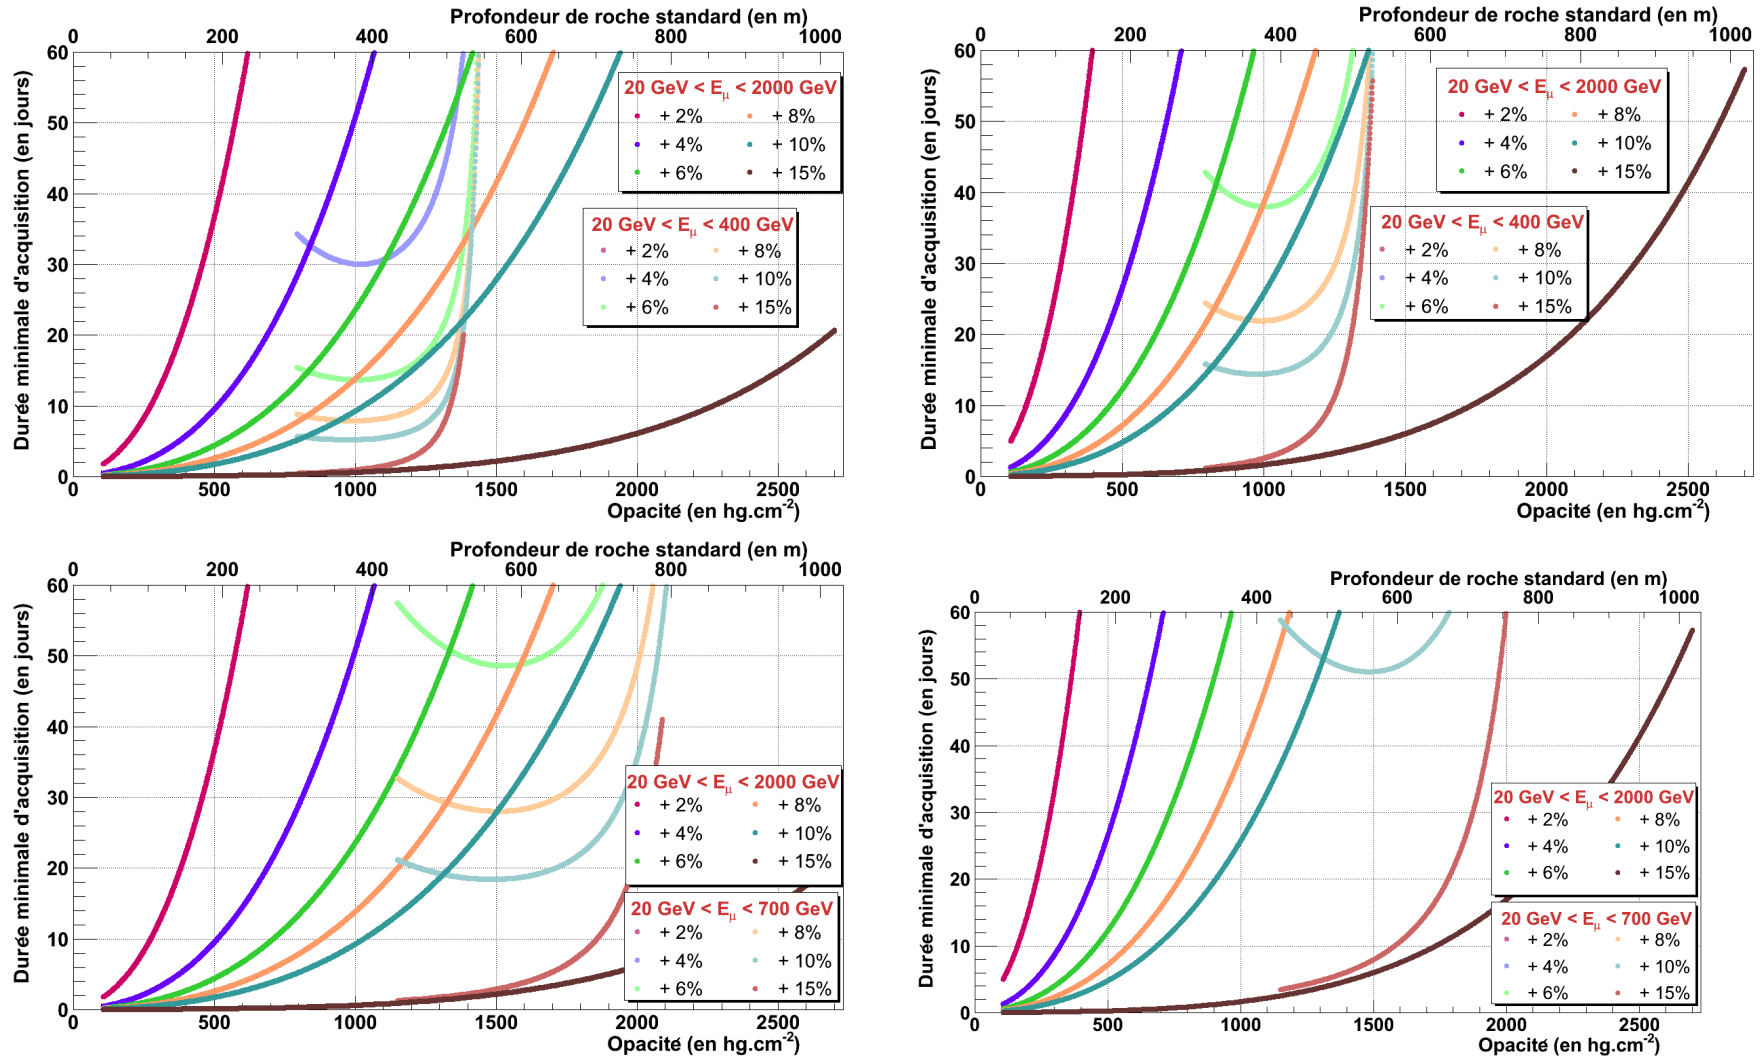 Profondeur de roche standard (en m)
0 200 400 600 800 1000
60
50
40
30
20
10
0
Durée minimale d'acquisition (en jours)
20 GeV < Eμ < 2000 GeV
+ 2% + 8%
+ 4% + 10%
+ 6% + 15%
20 GeV < Eμ < 400 GeV
+ 2% + 8%
+ 4% + 10%
+ 6% + 15%
0 500 1000 1500 2000 2500
Opacité (en hg.cm-2)
Profondeur de roche standard (en m)
0 200 400 600 800 1000
60
50
40
30
20
10
0
Durée minimale d'acquisition (en jours)
20 GeV < Eμ < 2000 GeV
+ 2% + 8%
+ 4% + 10%
+ 6% + 15%
20 GeV < Eμ < 400 GeV
+ 2% + 8%
+ 4% + 10%
+ 6% + 15%
0 500 1000 1500 2000 2500
Opacité (en hg.cm-2)
Profondeur de roche standard (en m)
0 200 400 600 800 1000
60
50
40
30
20
10
0
Durée minimale d'acquisition (en jours)
20 GeV < Eμ < 2000 GeV
+ 2% + 8%
+ 4% + 10%
+ 6% + 15%
20 GeV < Eμ < 700 GeV
+ 2% + 8%
+ 4% + 10%
+ 6% + 15%
0 500 1000 1500 2000 2500
Opacité (en hg.cm-2)
Profondeur de roche standard (en m)
0 200 400 600 800 1000
60
50
40
30
20
10
0
Durée minimale d'acquisition (en jours)
20 GeV < Eμ < 2000 GeV
+ 2% + 8%
+ 4% + 10%
+ 6% + 15%
20 GeV < Eμ < 700 GeV
+ 2% + 8%
+ 4% + 10%
+ 6% + 15%
0 500 1000 1500 2000 2500
Opacité (en hg.cm-2)